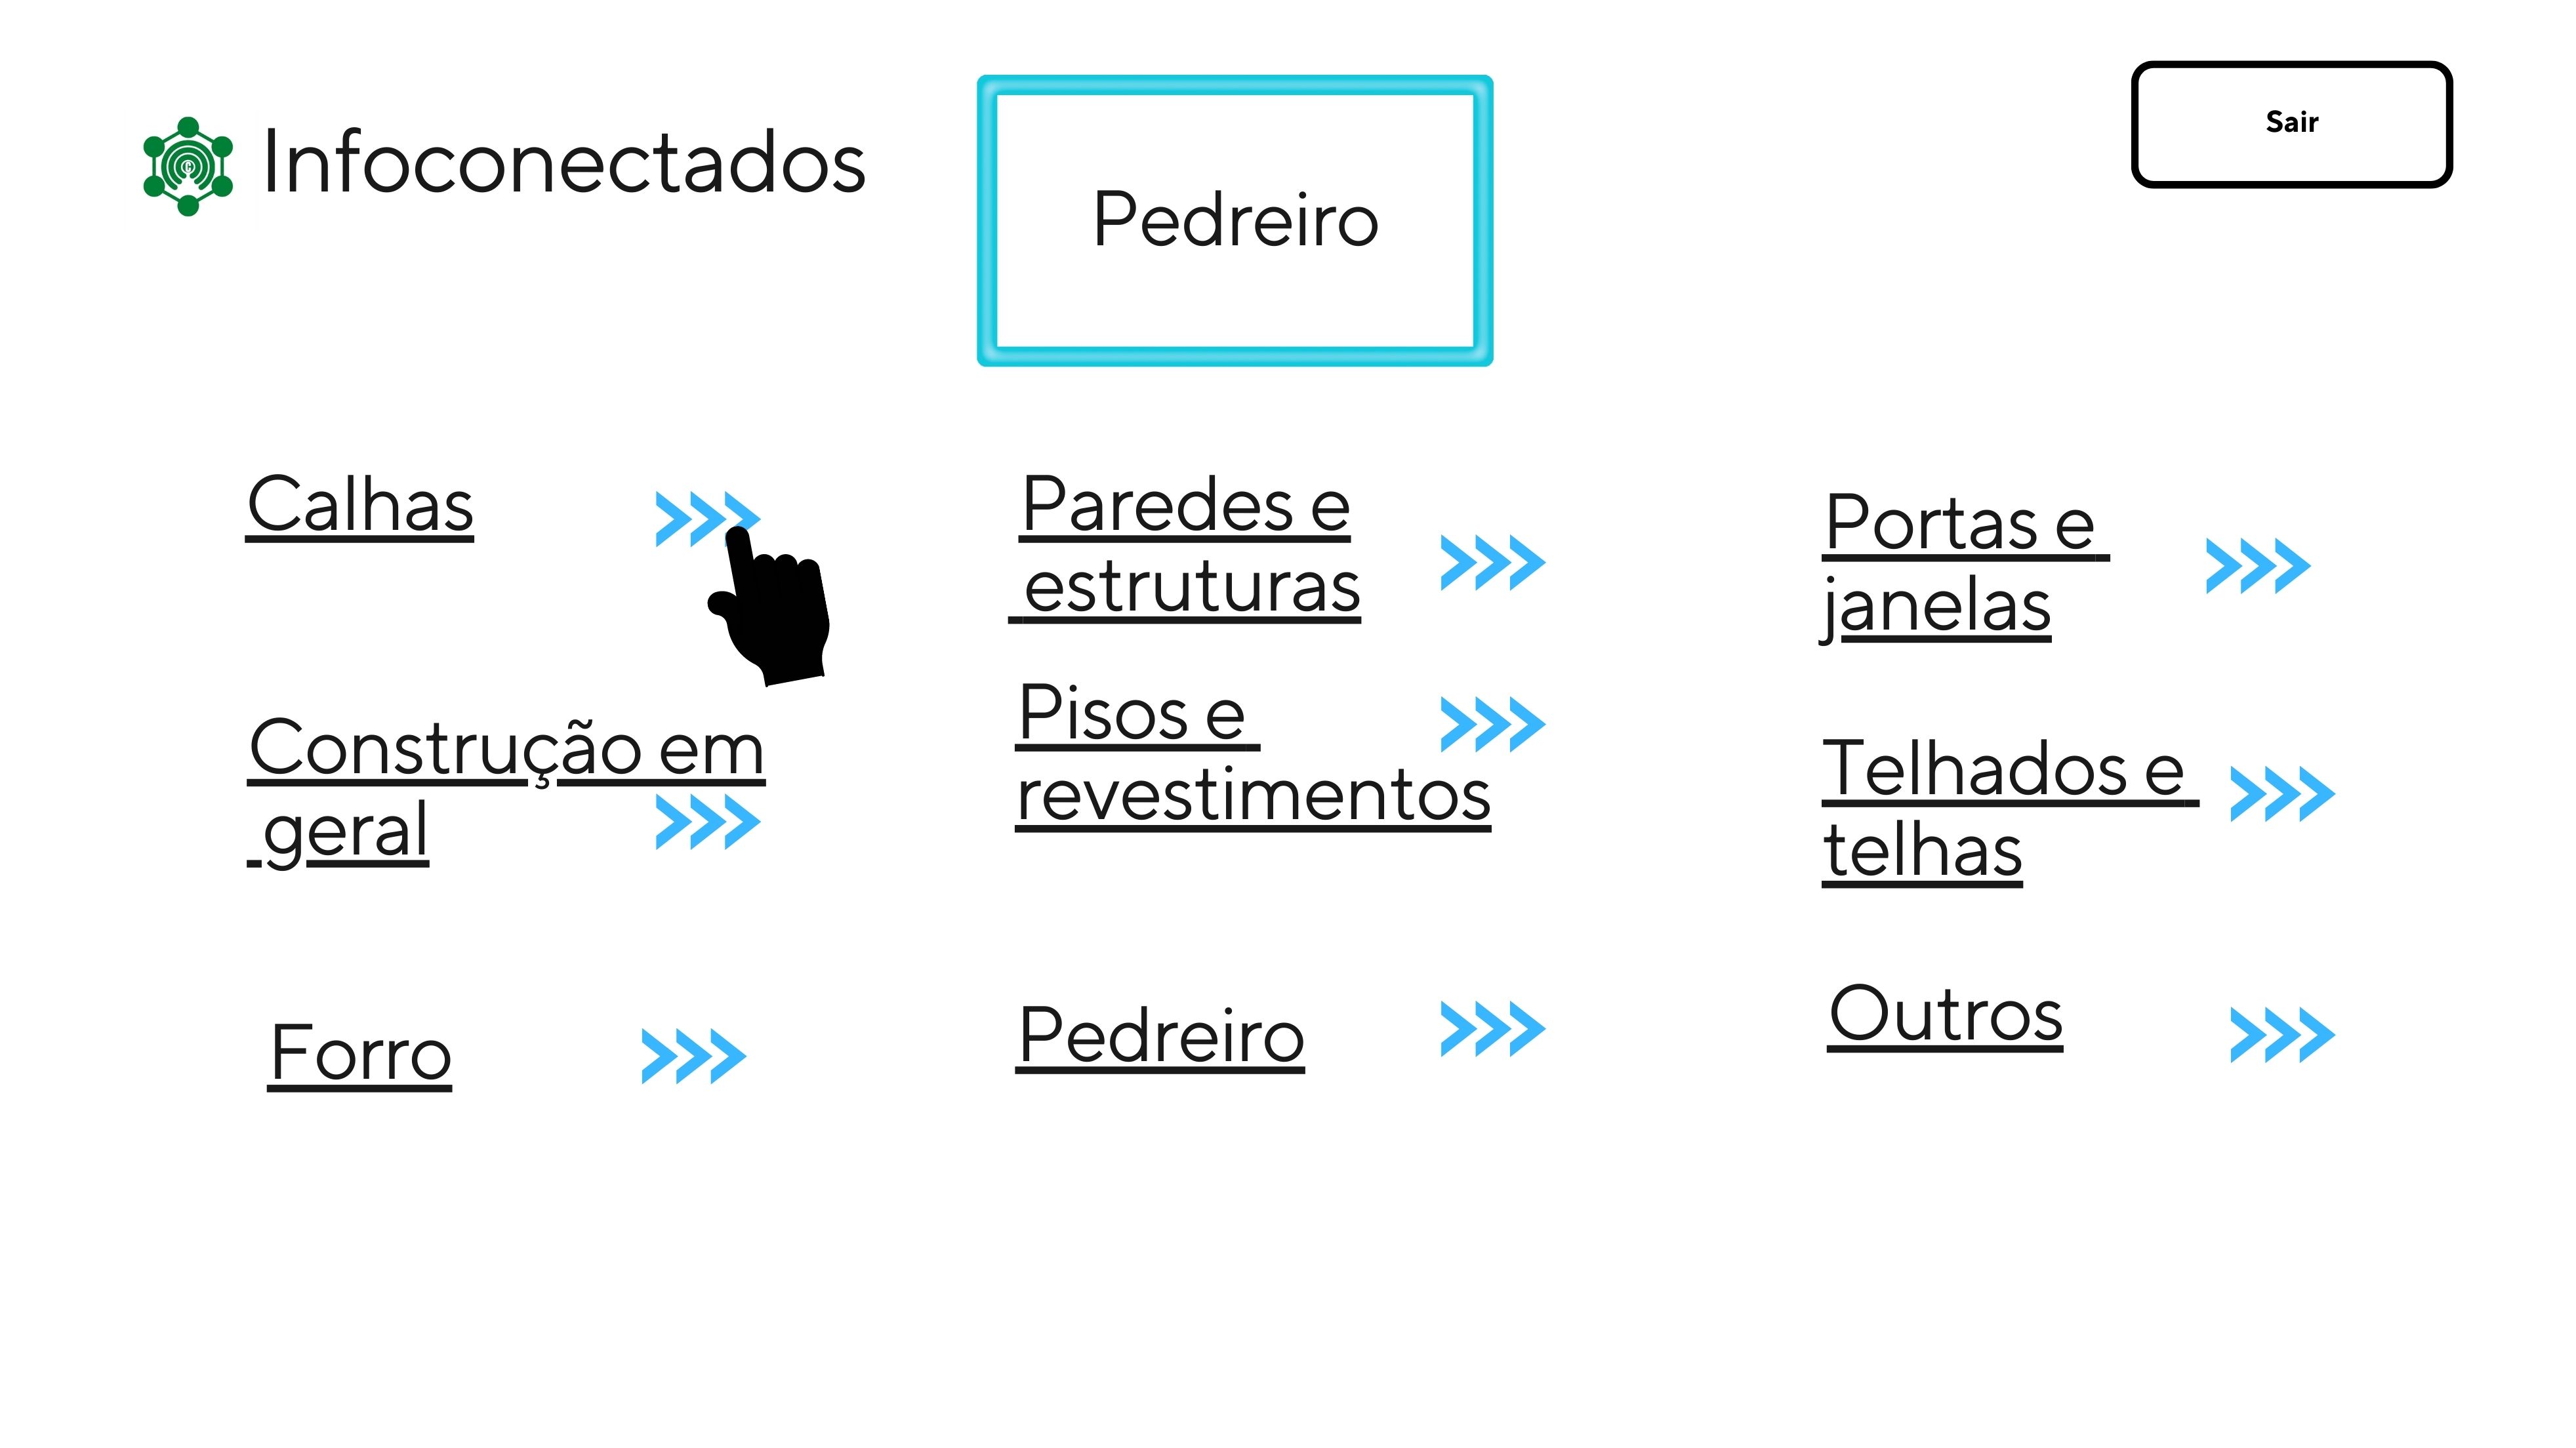 Infoconectados
Pedreiro
Sair
Calhas
Paredes e
estruturas
Portas e
janelas
Construção em
geral
Pisos e
revestimentos
Telhados e
telhas
Forro
Pedreiro
Outros